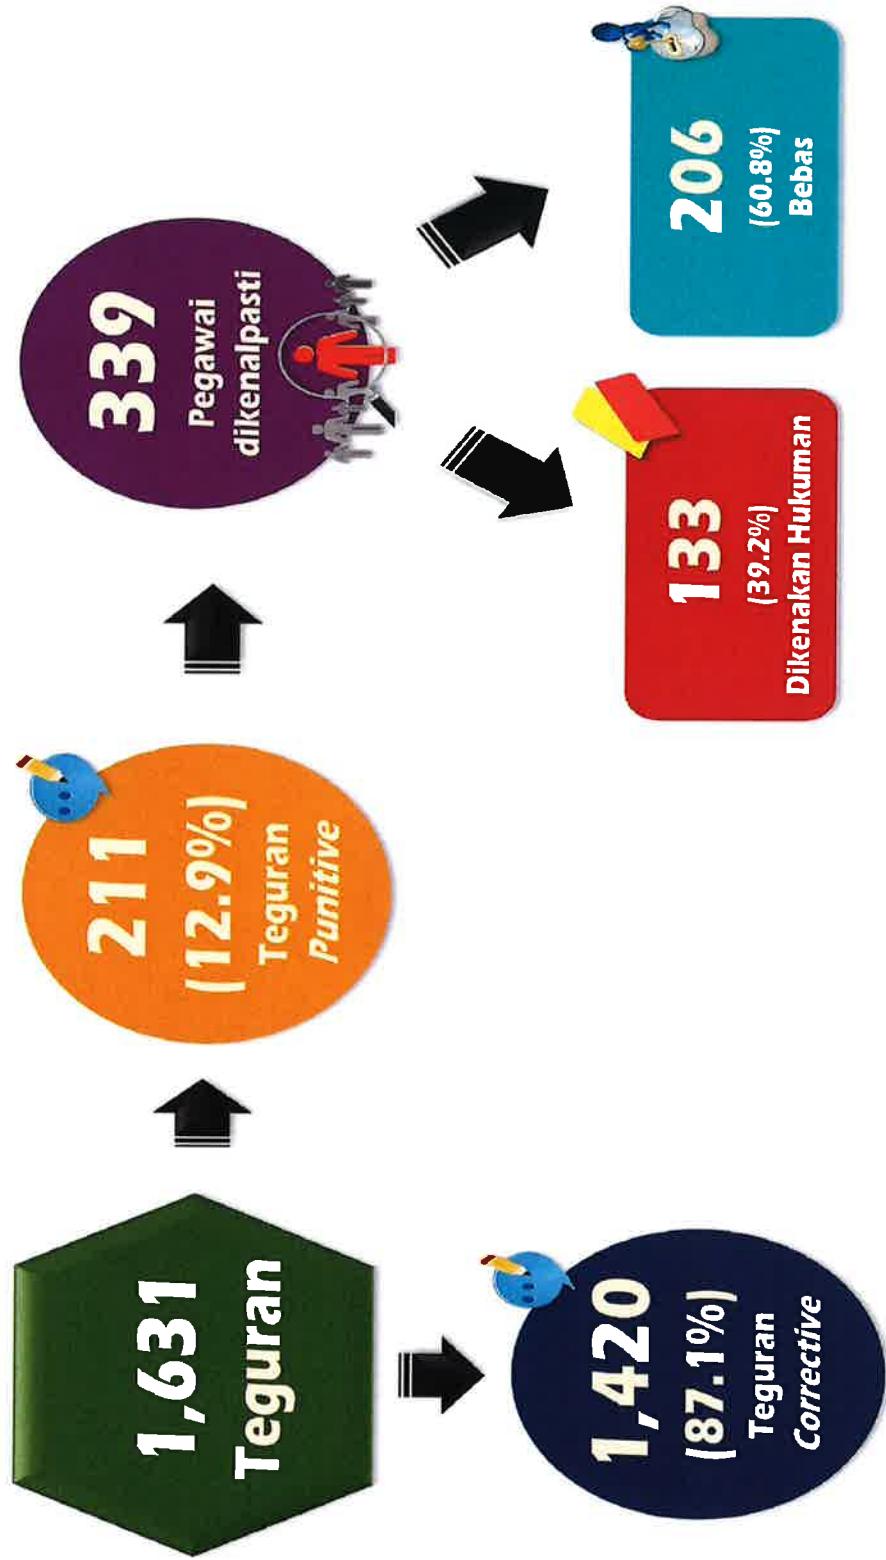 1,631
Teguran
211
(12.9%)
Teguran
Punitive
339
Pegawai
dikenalpasti
1,420
(87.1%)
Teguran
Corrective
133
(39.2%)
Dikenakan Hukuman
206
(60.8%)
Bebas